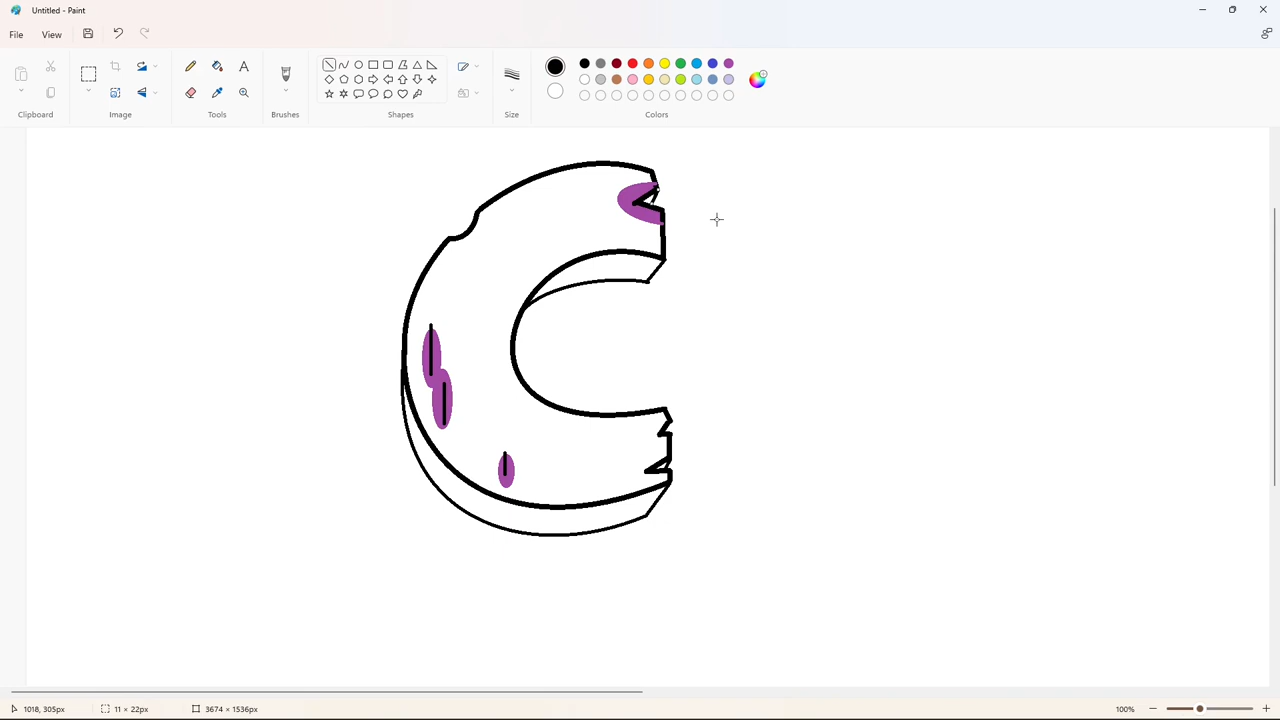 Untitled - Paint
File View
Clipboard Image Tools Brushes Shapes Size Colors
A
C
1018, 305px 11 × 22px 3674 × 1536px 100%